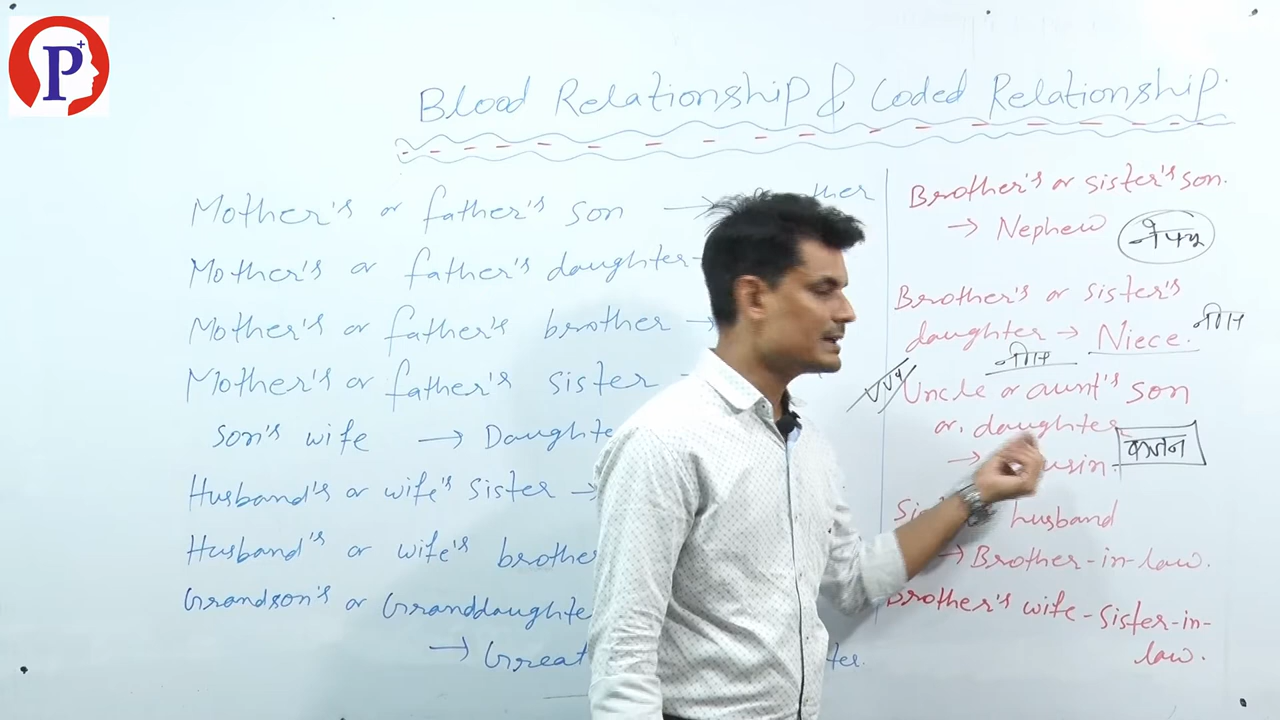 P+
Blood Relationship & Coded Relationship.
Mother's or father's son →
Mother's or father's daughter-
Mother's or father's brother →
Mother's or father's sister -
Son's wife → Daughte
Husband's or wife's sister →
Husband's or wife's brothe
Grandson's or Granddaughte
→ Great ter.
Brother's or sister's son.
→ Nephew
Brother's or sister's
daughter → Niece.
Uncle or aunt's son
or. daughter
→ usin-
कजन
husband
→ Brother-in-law.
Brother's wife-Sister-in-
law.